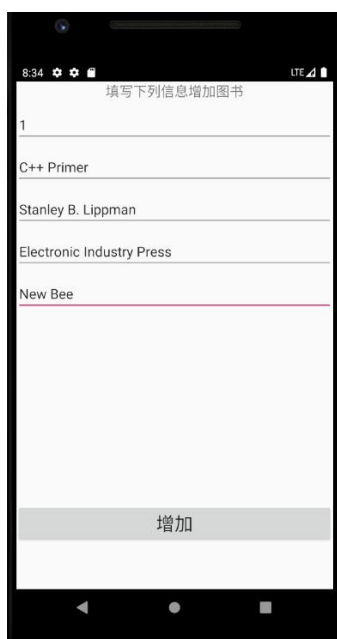 8:34
LTE
填写下列信息增加图书
1
C++ Primer
Stanley B. Lippman
Electronic Industry Press
New Bee
增加